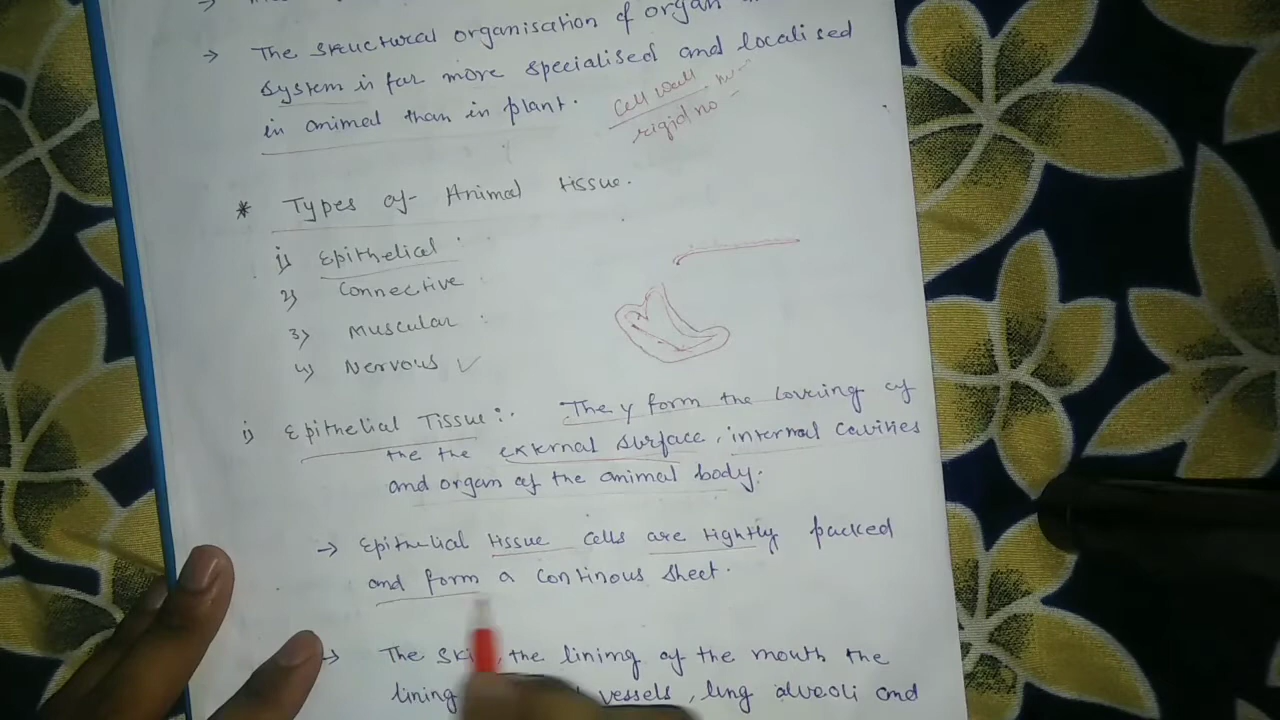 → The structural organisation of organ
system is far more specialised and localised
in animal than in plant.
Cell wall
rigid no
* Types of Animal tissue.
1) Epithelial
2) Connective
3) Muscular
4) Nervous ✓
1) Epithelial Tissue:. They form the covering of
the the external surface, internal cavities
and organ of the animal body.
→ Epithelial tissue cells are tightly packed
and form a continous sheet.
→ The skin, the lining of the mouth the
lining vessels, lung alveoli and